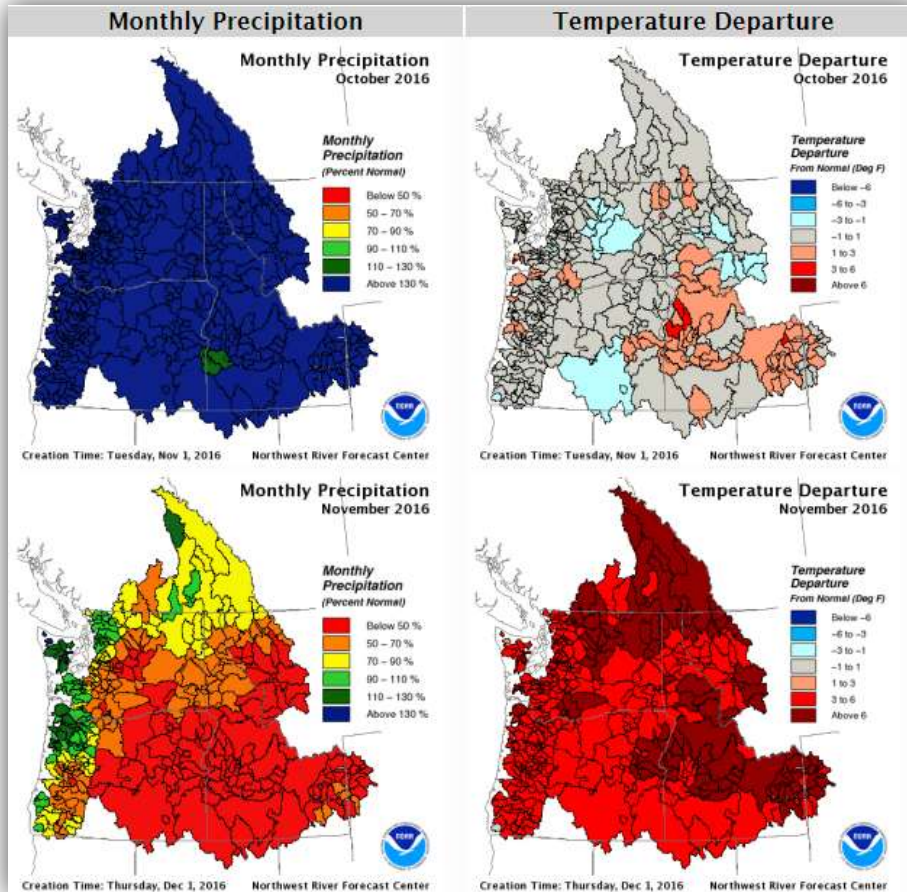 Monthly Precipitation
Temperature Departure
Monthly Precipitation
October 2016
Monthly
Precipitation
(Percent Normal)
Below 50 %
50 – 70 %
70 – 90 %
90 – 110 %
110 – 130 %
Above 130 %
NOAA
Creation Time: Tuesday, Nov 1, 2016
Northwest River Forecast Center
Temperature Departure
October 2016
Temperature
Departure
From Normal (Deg F)
Below −6
−6 to −3
−3 to −1
−1 to 1
1 to 3
3 to 6
Above 6
NOAA
Creation Time: Tuesday, Nov 1, 2016
Northwest River Forecast Center
Monthly Precipitation
November 2016
Monthly
Precipitation
(Percent Normal)
Below 50 %
50 – 70 %
70 – 90 %
90 – 110 %
110 – 130 %
Above 130 %
NOAA
Creation Time: Thursday, Dec 1, 2016
Northwest River Forecast Center
Temperature Departure
November 2016
Temperature
Departure
From Normal (Deg F)
Below −6
−6 to −3
−3 to −1
−1 to 1
1 to 3
3 to 6
Above 6
NOAA
Creation Time: Thursday, Dec 1, 2016
Northwest River Forecast Center